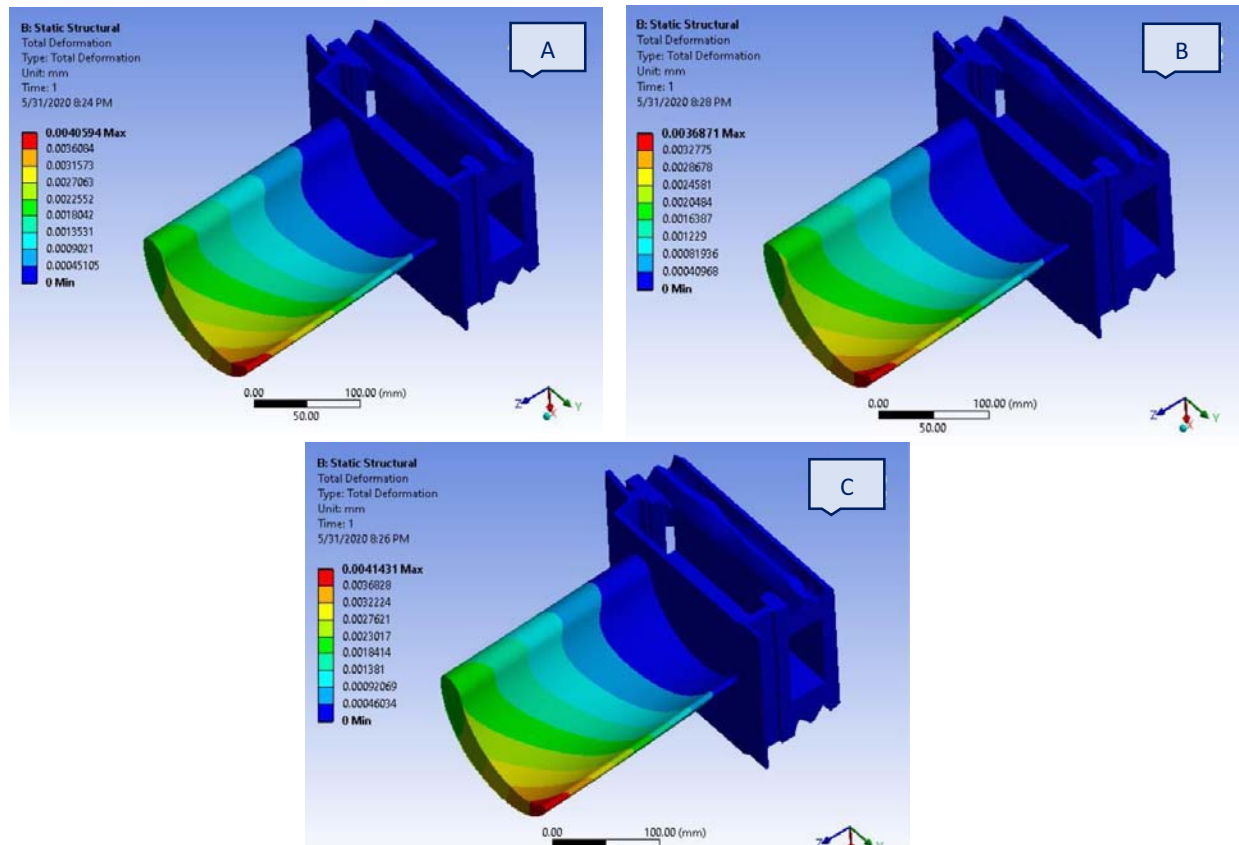 B: Static Structural
Total Deformation
Type: Total Deformation
Unit: mm
Time: 1
5/31/2020 8:24 PM
A
0.0040594 Max
0.0036084
0.0031573
0.0027063
0.0022552
0.0018042
0.0013531
0.0009021
0.00045105
0 Min
0.00
100.00 (mm)
50.00
Z
X
Y
B: Static Structural
Total Deformation
Type: Total Deformation
Unit: mm
Time: 1
5/31/2020 8:28 PM
B
0.0036871 Max
0.0032775
0.0028678
0.0024581
0.0020484
0.0016387
0.001229
0.00081936
0.00040968
0 Min
0.00
100.00 (mm)
50.00
Z
X
Y
B: Static Structural
Total Deformation
Type: Total Deformation
Unit: mm
Time: 1
5/31/2020 8:26 PM
C
0.0041431 Max
0.0036828
0.0032224
0.0027621
0.0023017
0.0018414
0.001381
0.00092069
0.00046034
0 Min
0.00
100.00 (mm)
Z
Y